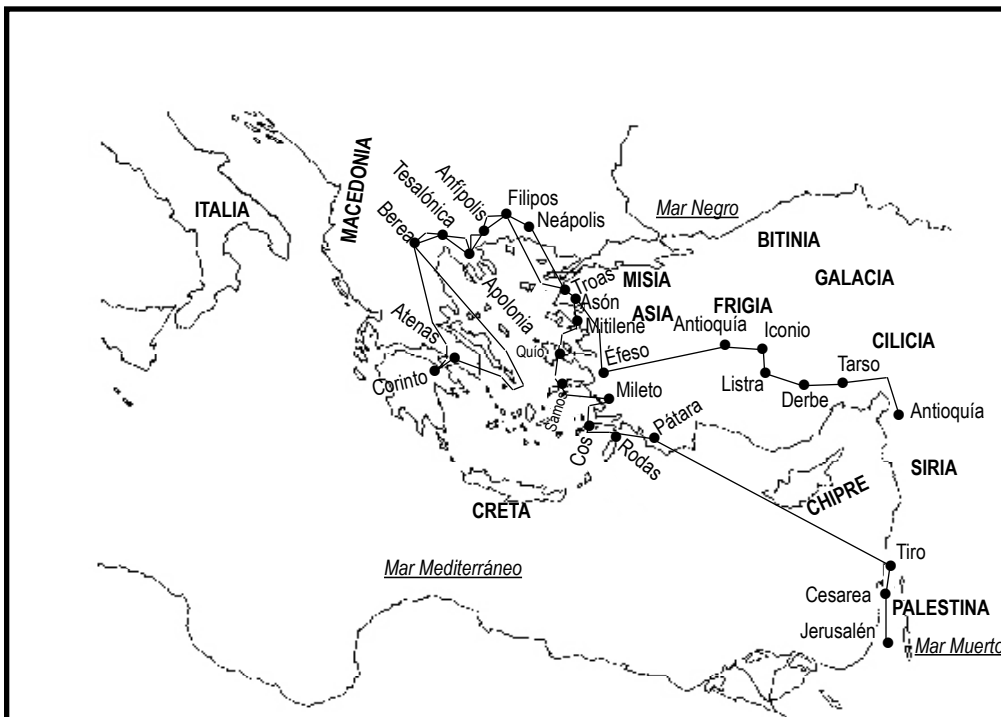 ITALIA
MACEDONIA
Berea
Tesalónica
Anfípolis
Filipos
Neápolis
Mar Negro
BITINIA
GALACIA
MISIA
Troas
Asón
Mitilene
ASIA
FRIGIA
Apolonia
Atenas
Corinto
Quío
Éfeso
Antioquía
Iconio
CILICIA
Listra
Derbe
Tarso
Antioquía
Samos
Mileto
Cos
Rodas
Pátara
SIRIA
CRETA
CHIPRE
Mar Mediterráneo
Tiro
Cesarea
PALESTINA
Jerusalén
Mar Muerto